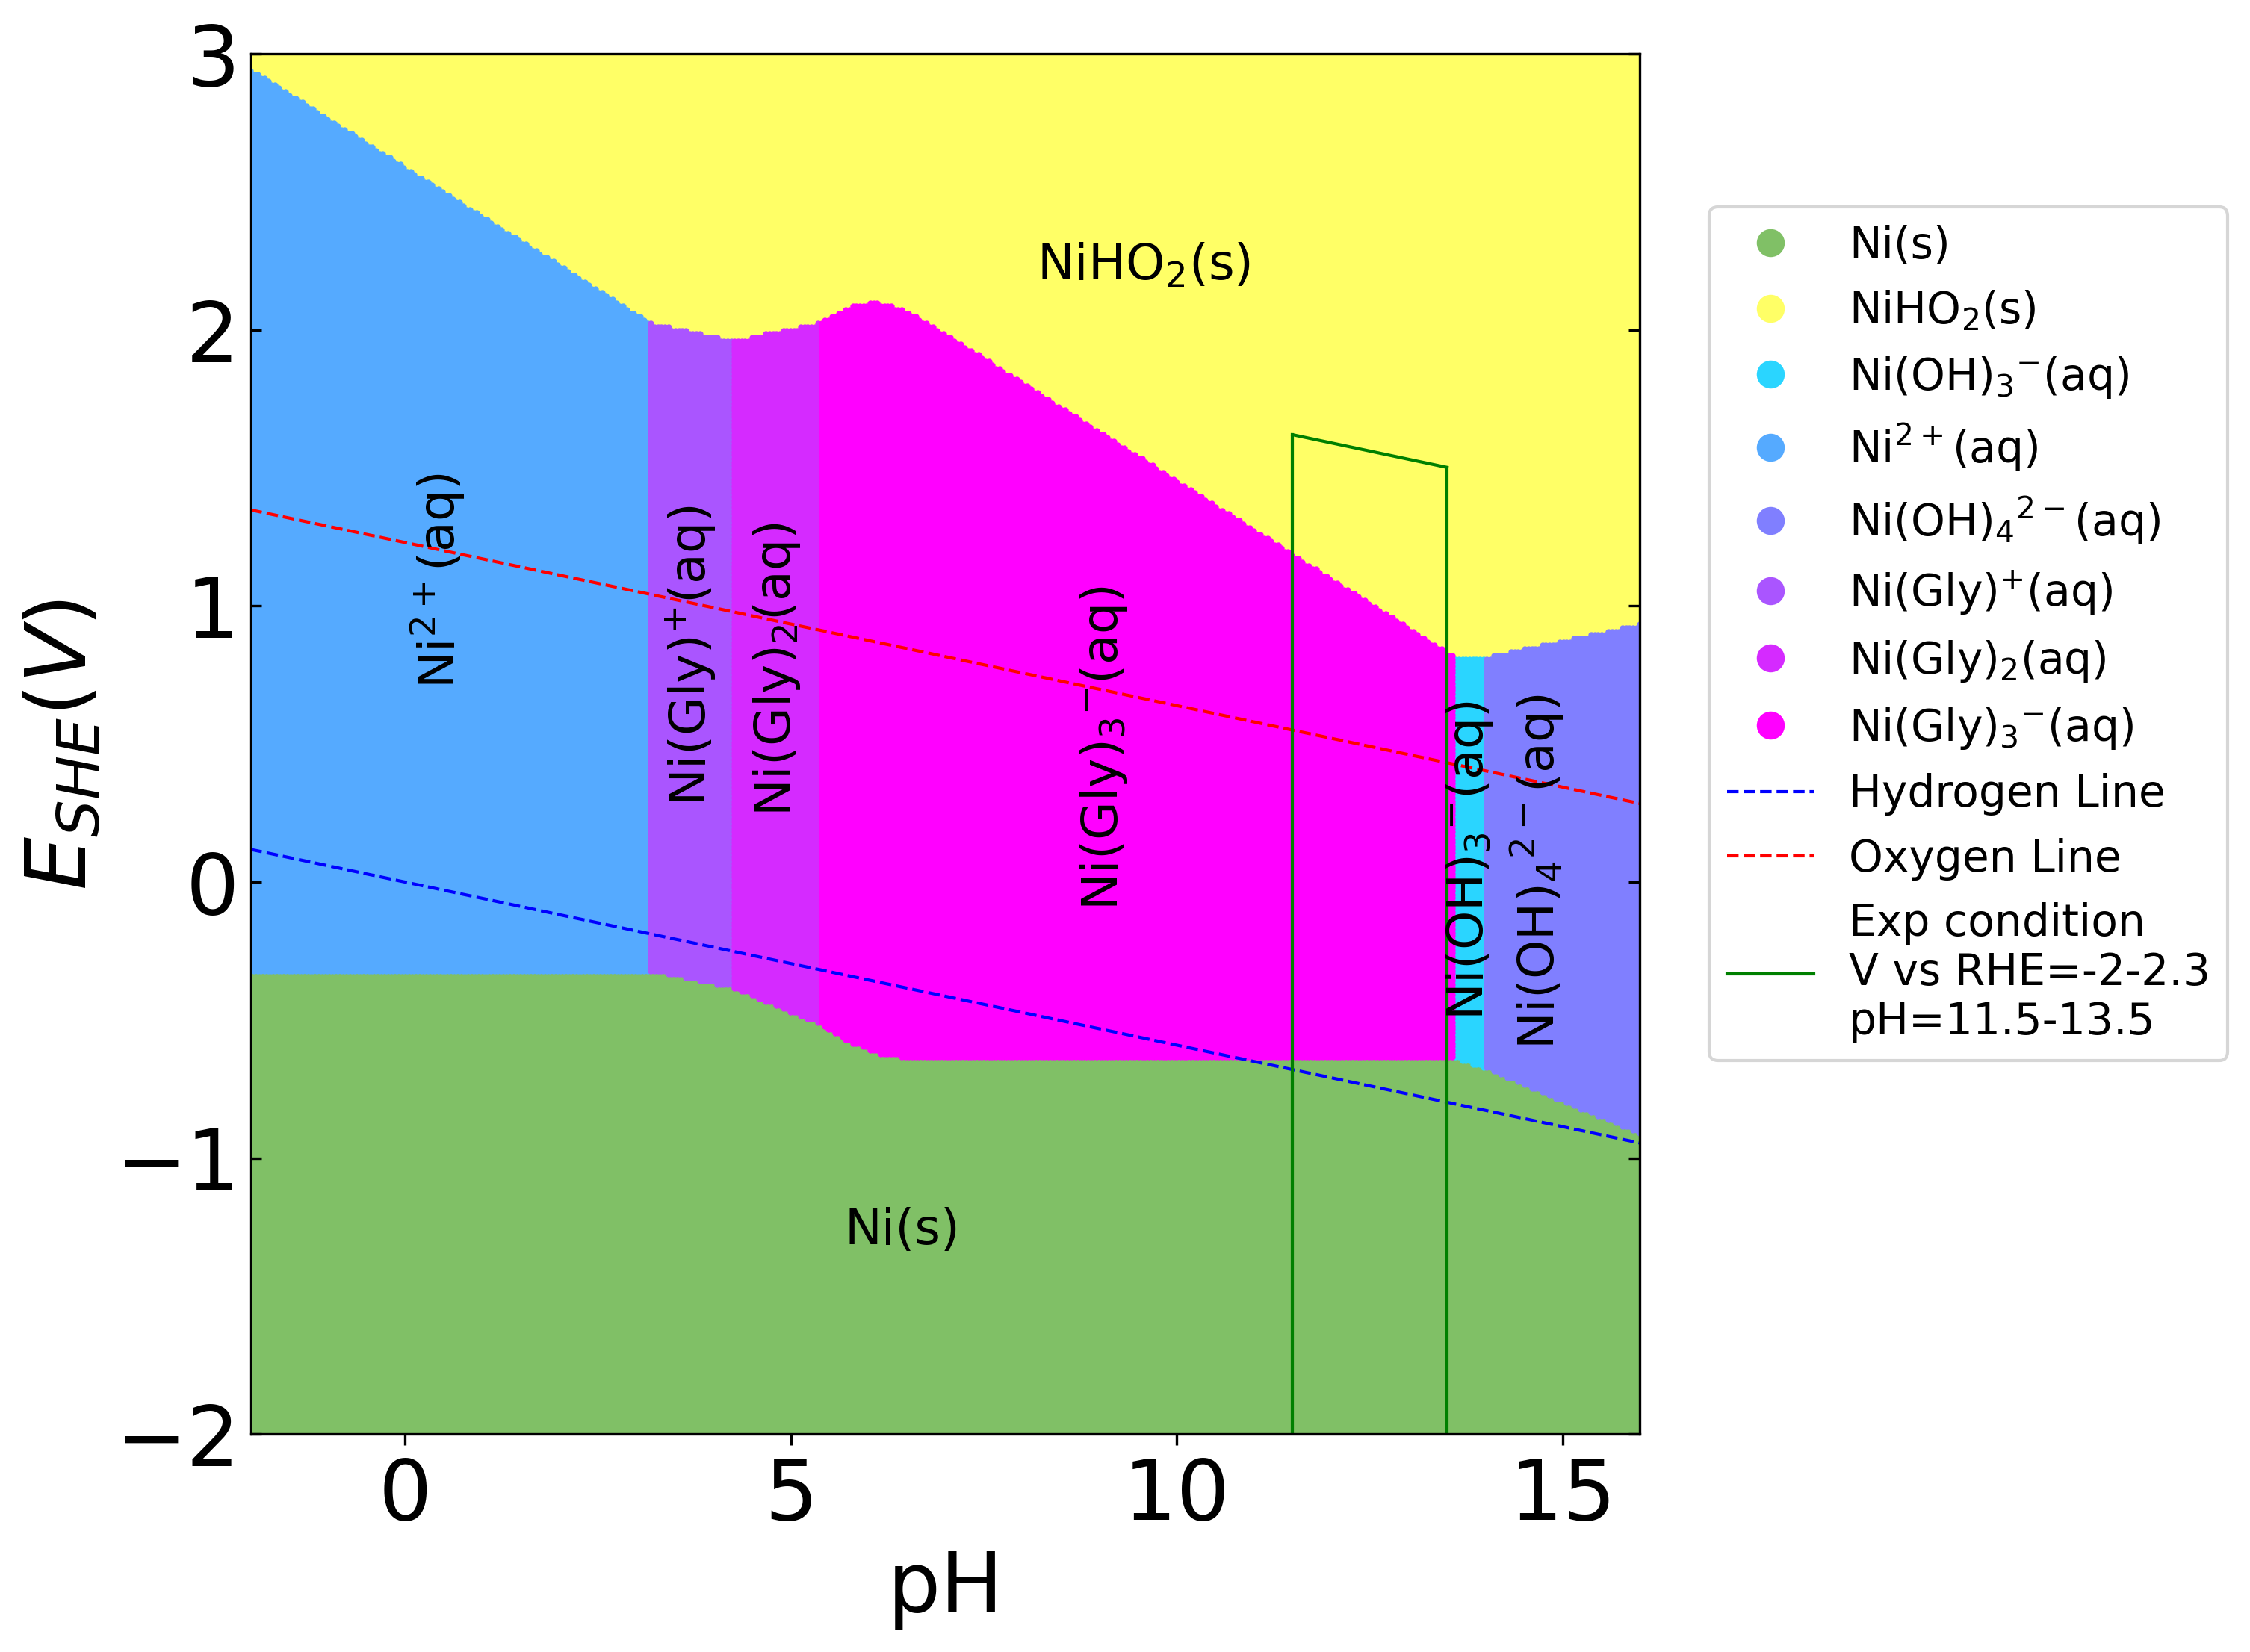 3
2
1
0
−1
−2
E_{SHE}(V)
0
5
10
15
pH
NiHO₂(s)
Ni²⁺(aq)
Ni(Gly)⁺(aq)
Ni(Gly)₂(aq)
Ni(Gly)₃⁻(aq)
Ni(OH)₃⁻(aq)
Ni(OH)₄²⁻(aq)
Ni(s)
Ni(s)
NiHO₂(s)
Ni(OH)₃⁻(aq)
Ni²⁺(aq)
Ni(OH)₄²⁻(aq)
Ni(Gly)⁺(aq)
Ni(Gly)₂(aq)
Ni(Gly)₃⁻(aq)
Hydrogen Line
Oxygen Line
Exp condition
V vs RHE=-2-2.3
pH=11.5-13.5